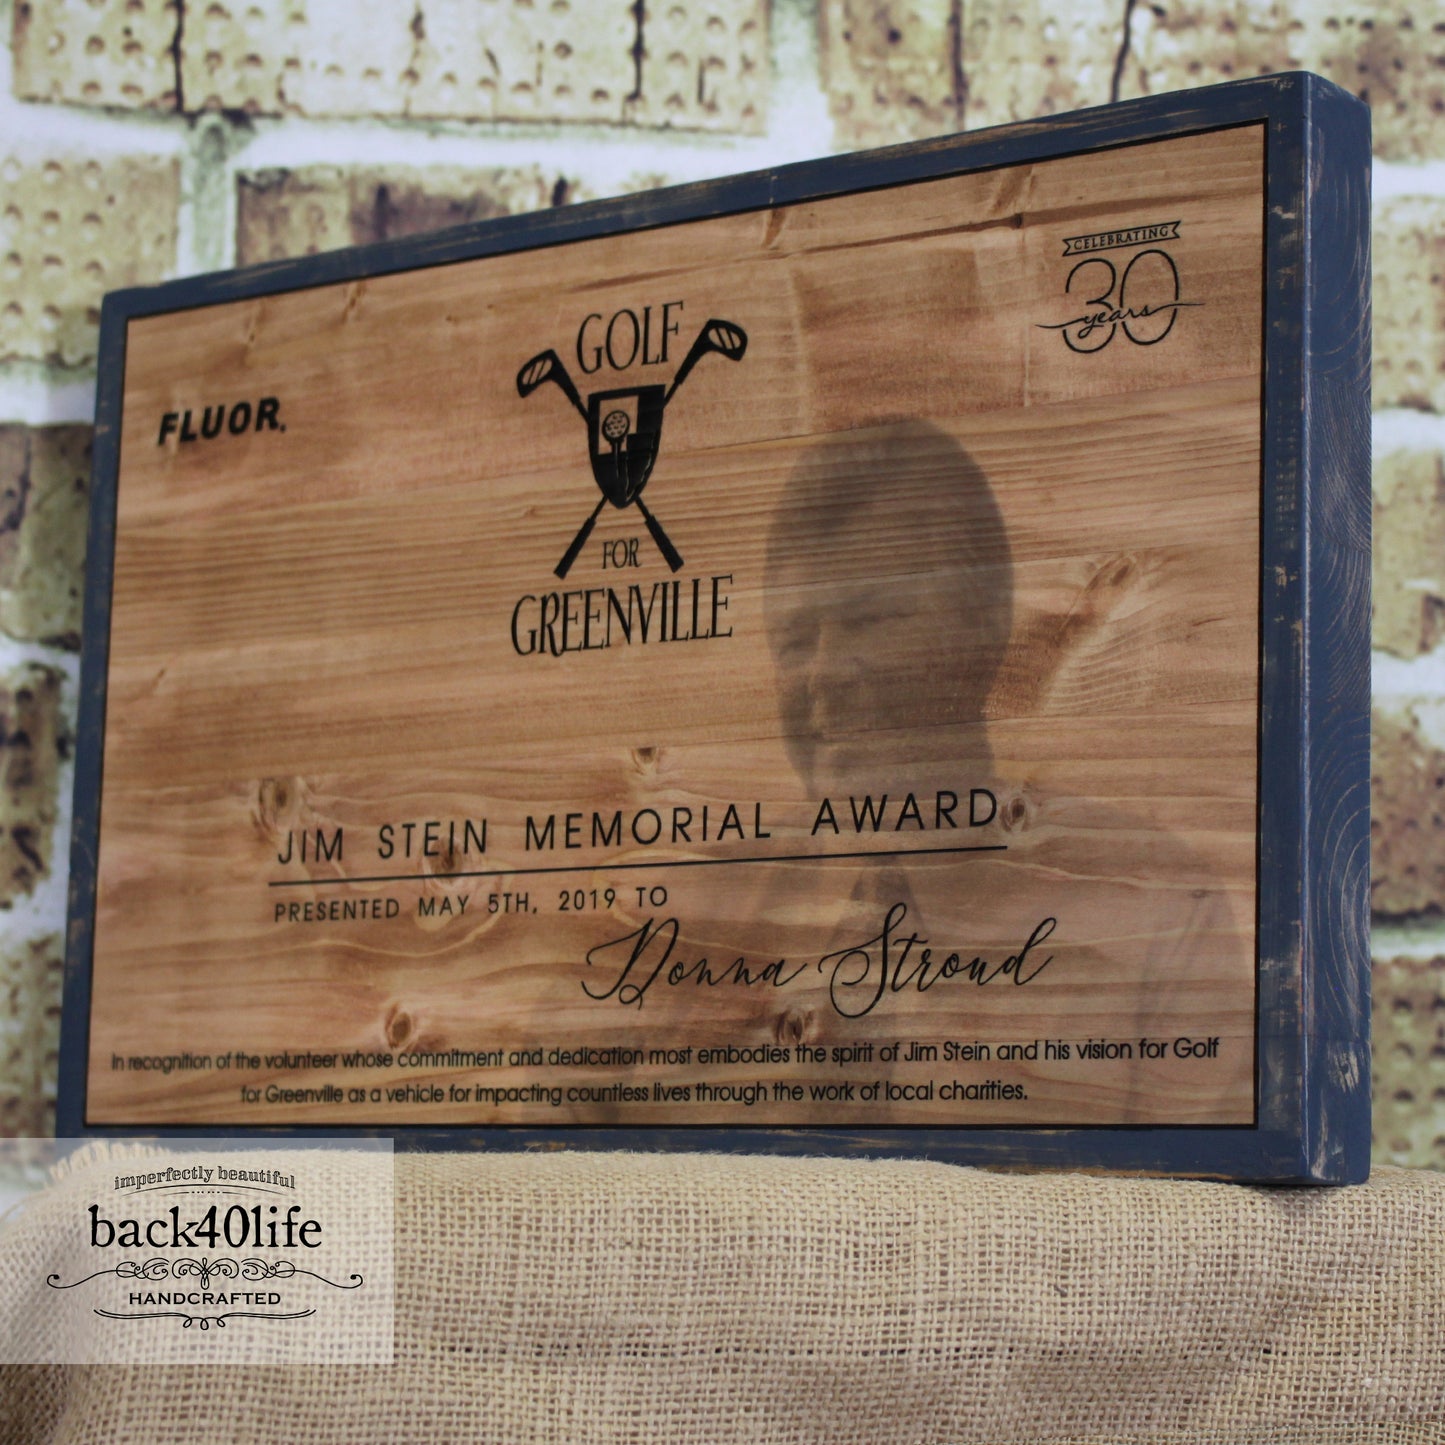 CELEBRATING
30
years
FLUOR.
GOLF
FOR
GREENVILLE
JIM STEIN MEMORIAL AWARD
PRESENTED MAY 5TH, 2019 TO
Donna Stroud
In recognition of the volunteer whose commitment and dedication most embodies the spirit of Jim Stein and his vision for Golf
for Greenville as a vehicle for impacting countless lives through the work of local charities.
imperfectly beautiful
back40life
HANDCRAFTED